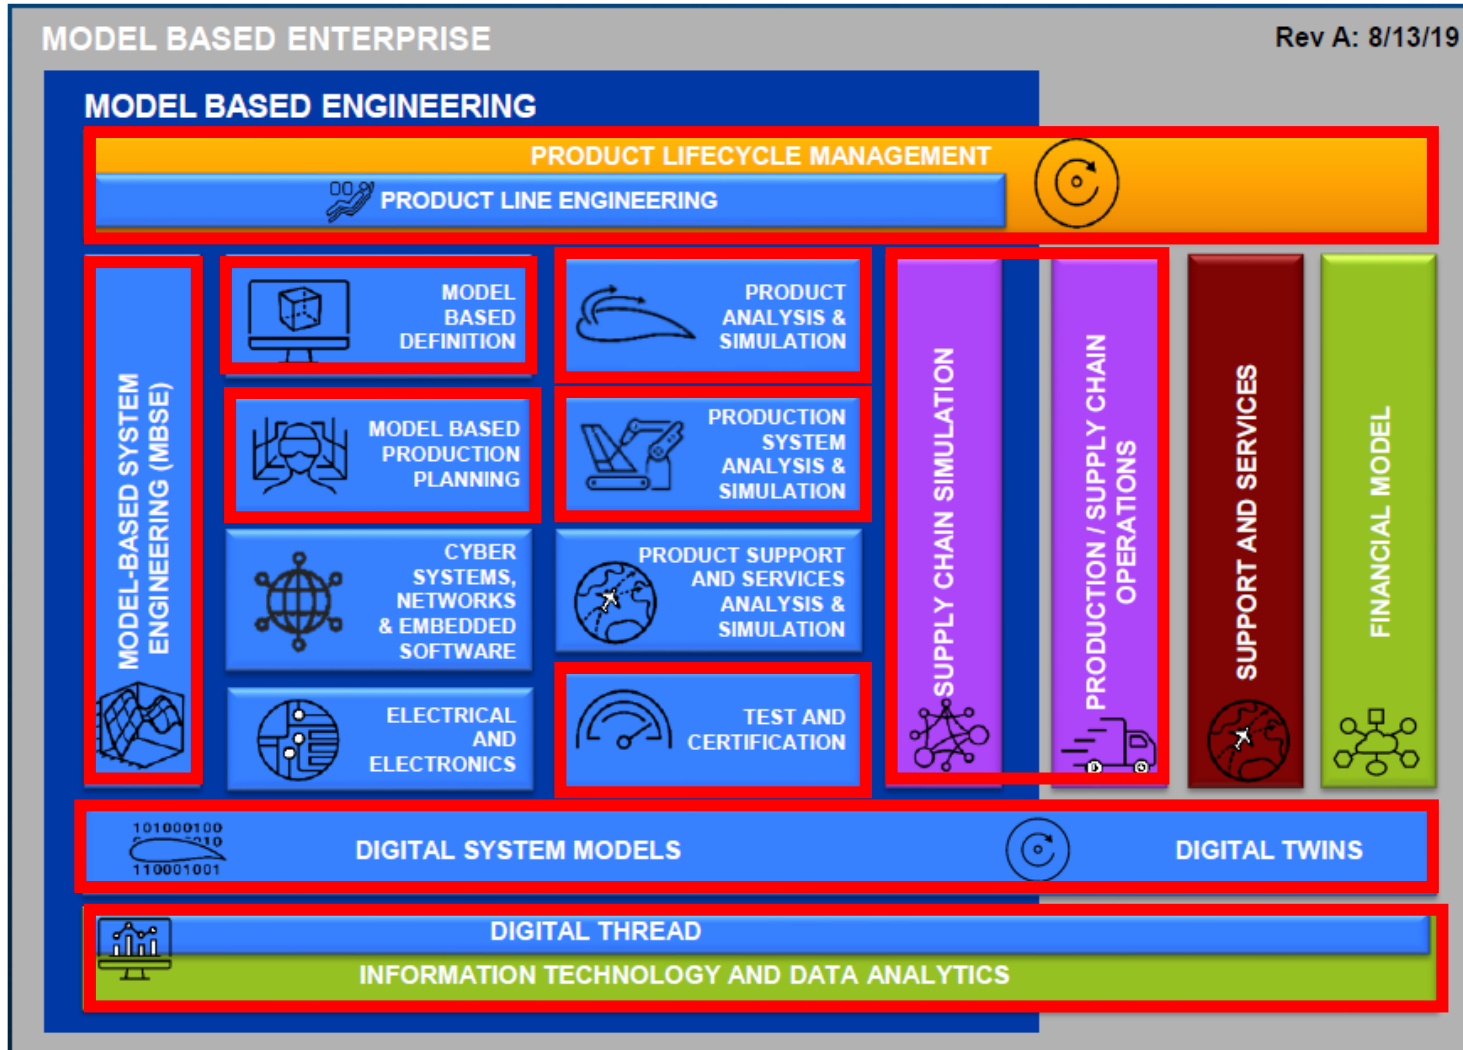 MODEL BASED ENTERPRISE
Rev A: 8/13/19
MODEL BASED ENGINEERING
PRODUCT LIFECYCLE MANAGEMENT
PRODUCT LINE ENGINEERING
MODEL-BASED SYSTEM
ENGINEERING (MBSE)
MODEL
BASED
DEFINITION
PRODUCT
ANALYSIS &
SIMULATION
MODEL BASED
PRODUCTION
PLANNING
PRODUCTION
SYSTEM
ANALYSIS &
SIMULATION
CYBER
SYSTEMS,
NETWORKS
& EMBEDDED
SOFTWARE
PRODUCT SUPPORT
AND SERVICES
ANALYSIS &
SIMULATION
ELECTRICAL
AND
ELECTRONICS
TEST AND
CERTIFICATION
SUPPLY CHAIN SIMULATION
PRODUCTION / SUPPLY CHAIN
OPERATIONS
SUPPORT AND SERVICES
FINANCIAL MODEL
101000100
110001001
DIGITAL SYSTEM MODELS
DIGITAL TWINS
DIGITAL THREAD
INFORMATION TECHNOLOGY AND DATA ANALYTICS